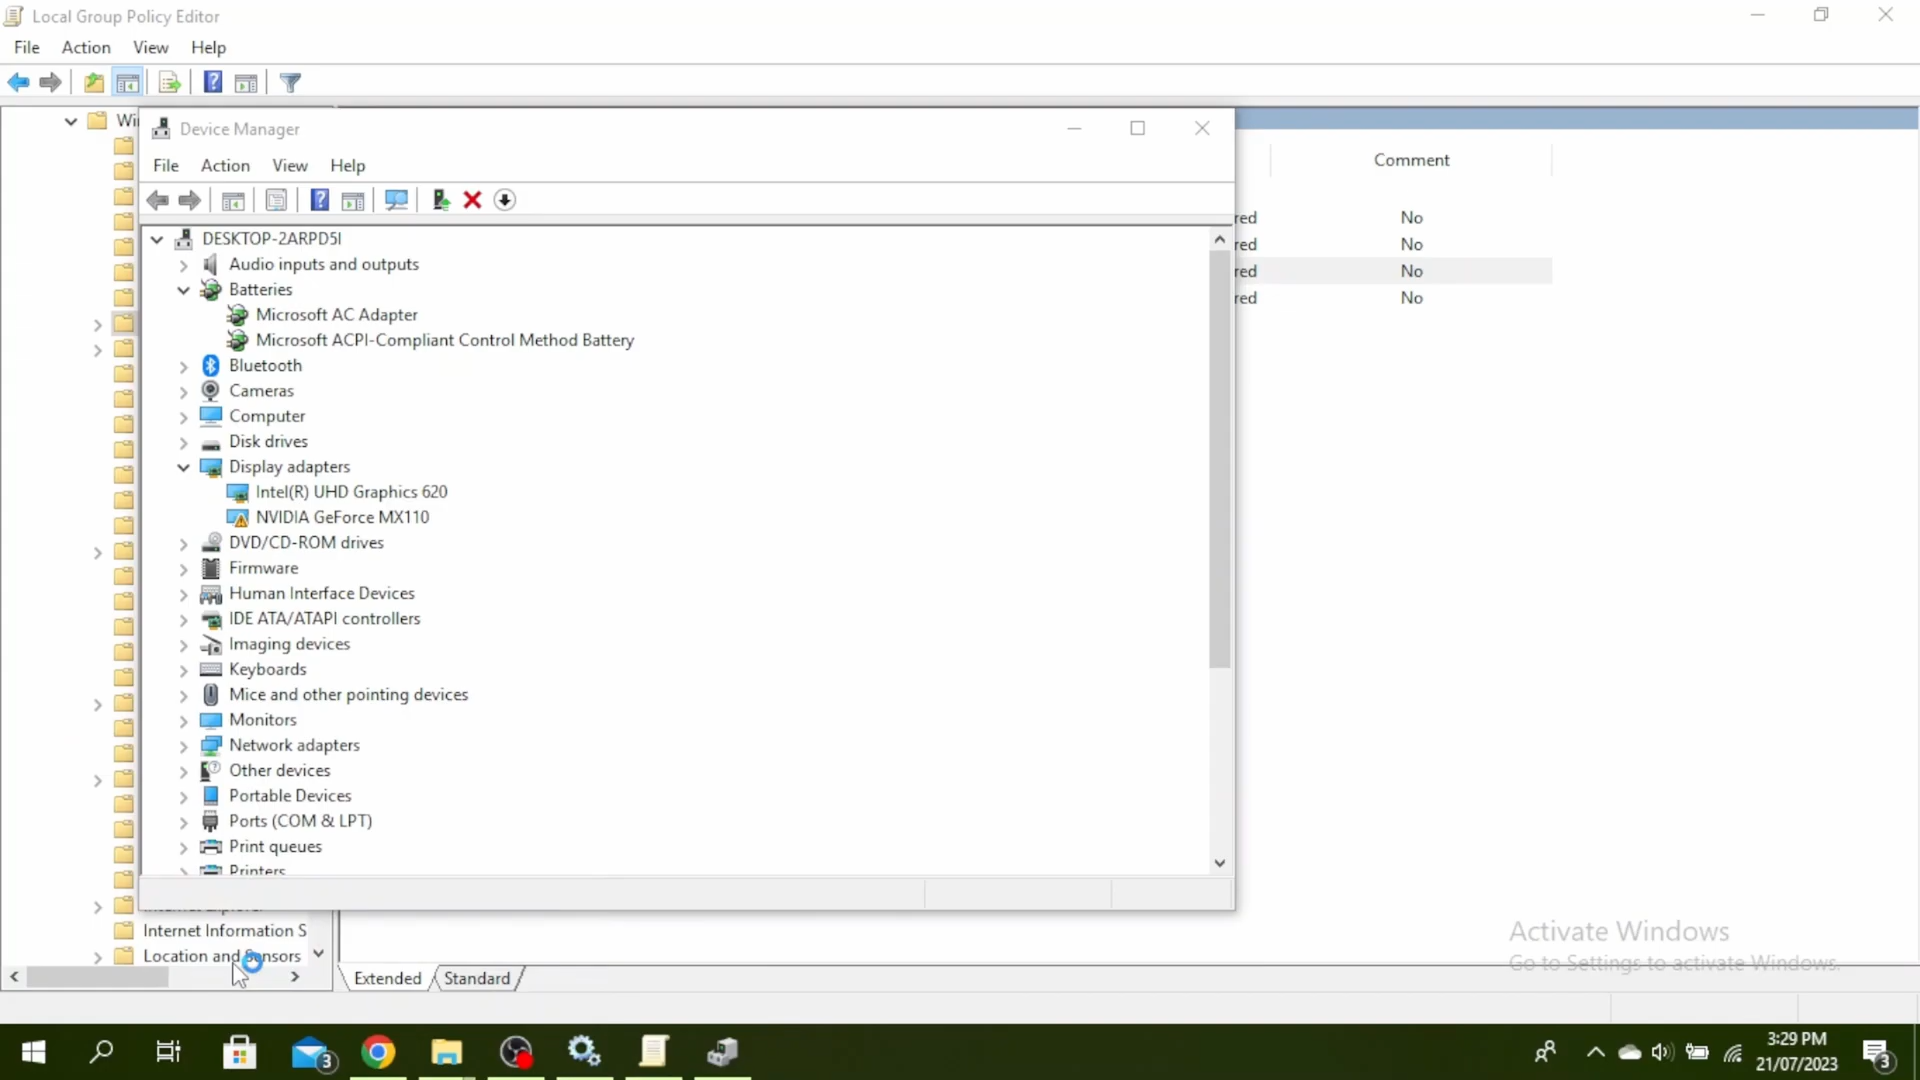 Local Group Policy Editor
File Action View Help
Wi
Device Manager
File Action View Help
DESKTOP-2ARPD5I
Audio inputs and outputs
Batteries
Microsoft AC Adapter
Microsoft ACPI-Compliant Control Method Battery
Bluetooth
Cameras
Computer
Disk drives
Display adapters
Intel(R) UHD Graphics 620
NVIDIA GeForce MX110
DVD/CD-ROM drives
Firmware
Human Interface Devices
IDE ATA/ATAPI controllers
Imaging devices
Keyboards
Mice and other pointing devices
Monitors
Network adapters
Other devices
Portable Devices
Ports (COM & LPT)
Print queues
Printers
Comment
red No
red No
red No
red No
Internet Information S
Location and Sensors
Extended Standard
Activate Windows
Go to Settings to activate Windows.
3
3:29 PM
21/07/2023
3